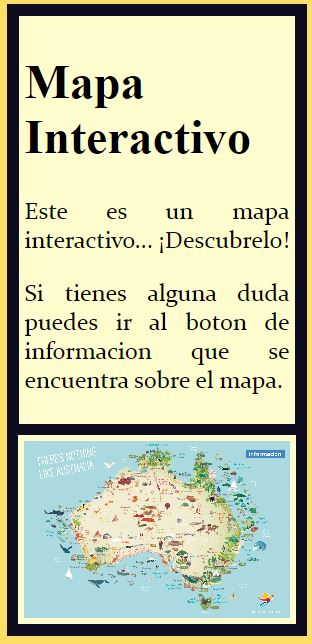 Mapa
Interactivo
Este es un mapa
interactivo... ¡Descubrelo!
Si tienes alguna duda
puedes ir al boton de
informacion que se
encuentra sobre el mapa.
THERE'S NOTHING
LIKE AUSTRALIA
Informacion